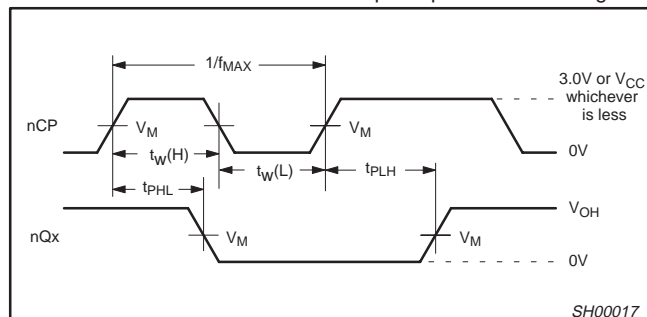 1/fMAX
3.0V or VCC
whichever
is less
nCP
VM
VM
0V
tW(H)
tW(L)
tPLH
tPHL
VOH
nQx
VM
VM
0V
SH00017